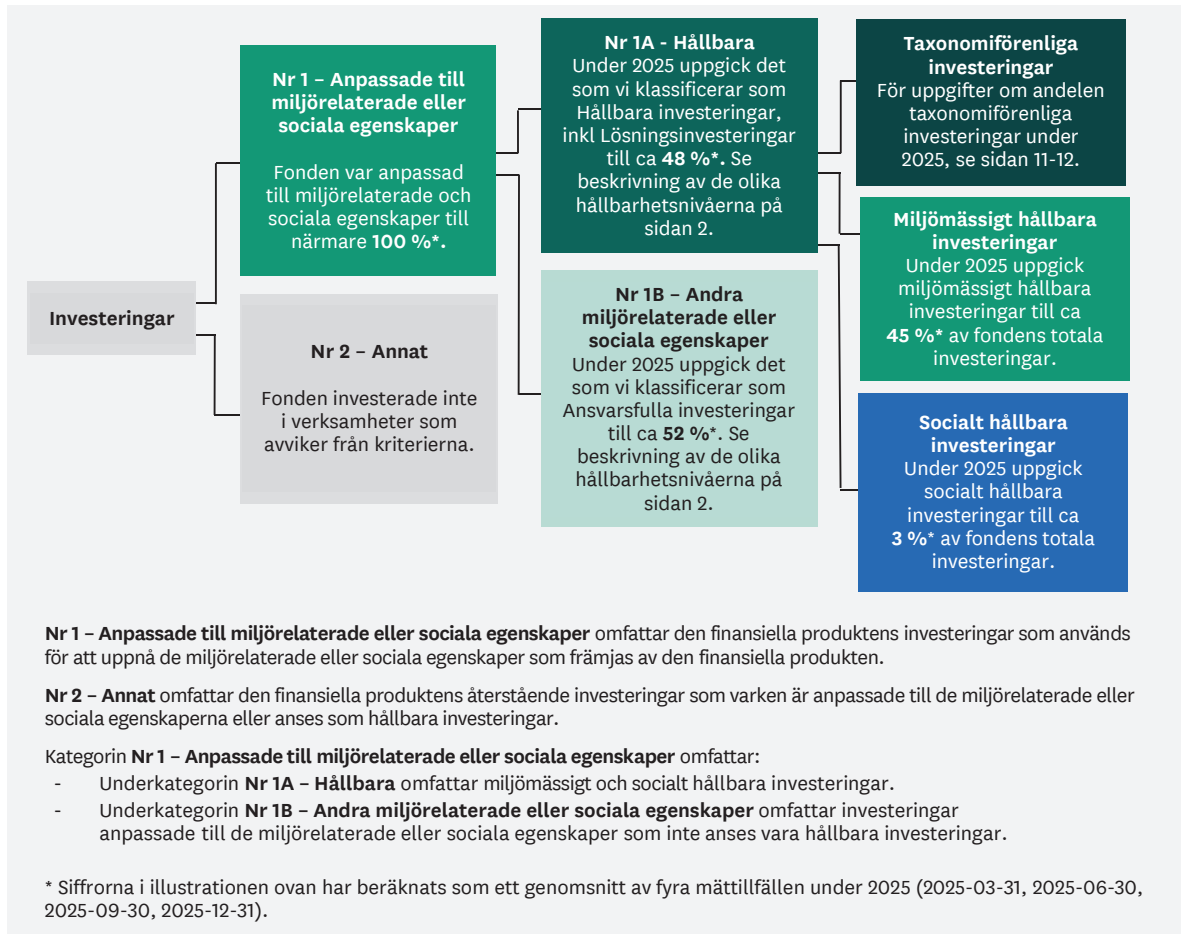 Investeringar
Nr 1 – Anpassade till
miljörelaterade eller
sociala egenskaper
Fonden var anpassad
till miljörelaterade och
sociala egenskaper till
närmare 100 %*.
Nr 2 – Annat
Fonden investerade inte
i verksamheter som
avviker från kriterierna.
Nr 1A - Hållbara
Under 2025 uppgick det
som vi klassificerar som
Hållbara investeringar,
inkl Lösningsinvesteringar
till ca 48 %*. Se
beskrivning av de olika
hållbarhetsnivåerna på
sidan 2.
Nr 1B – Andra
miljörelaterade eller
sociala egenskaper
Under 2025 uppgick det
som vi klassificerar som
Ansvarsfulla investeringar
till ca 52 %*. Se
beskrivning av de olika
hållbarhetsnivåerna på
sidan 2.
Taxonomiförenliga
investeringar
För uppgifter om andelen
taxonomiförenliga
investeringar under
2025, se sidan 11-12.
Miljömässigt hållbara
investeringar
Under 2025 uppgick
miljömässigt hållbara
investeringar till ca
45 %* av fondens totala
investeringar.
Socialt hållbara
investeringar
Under 2025 uppgick
socialt hållbara
investeringar till ca
3 %* av fondens totala
investeringar.
Nr 1 – Anpassade till miljörelaterade eller sociala egenskaper omfattar den finansiella produktens investeringar som används
för att uppnå de miljörelaterade eller sociala egenskaper som främjas av den finansiella produkten.
Nr 2 – Annat omfattar den finansiella produktens återstående investeringar som varken är anpassade till de miljörelaterade eller
sociala egenskaperna eller anses som hållbara investeringar.
Kategorin Nr 1 – Anpassade till miljörelaterade eller sociala egenskaper omfattar:
- Underkategorin Nr 1A – Hållbara omfattar miljömässigt och socialt hållbara investeringar.
- Underkategorin Nr 1B – Andra miljörelaterade eller sociala egenskaper omfattar investeringar
anpassade till de miljörelaterade eller sociala egenskaper som inte anses vara hållbara investeringar.
* Siffrorna i illustrationen ovan har beräknats som ett genomsnitt av fyra mättillfällen under 2025 (2025-03-31, 2025-06-30,
2025-09-30, 2025-12-31).